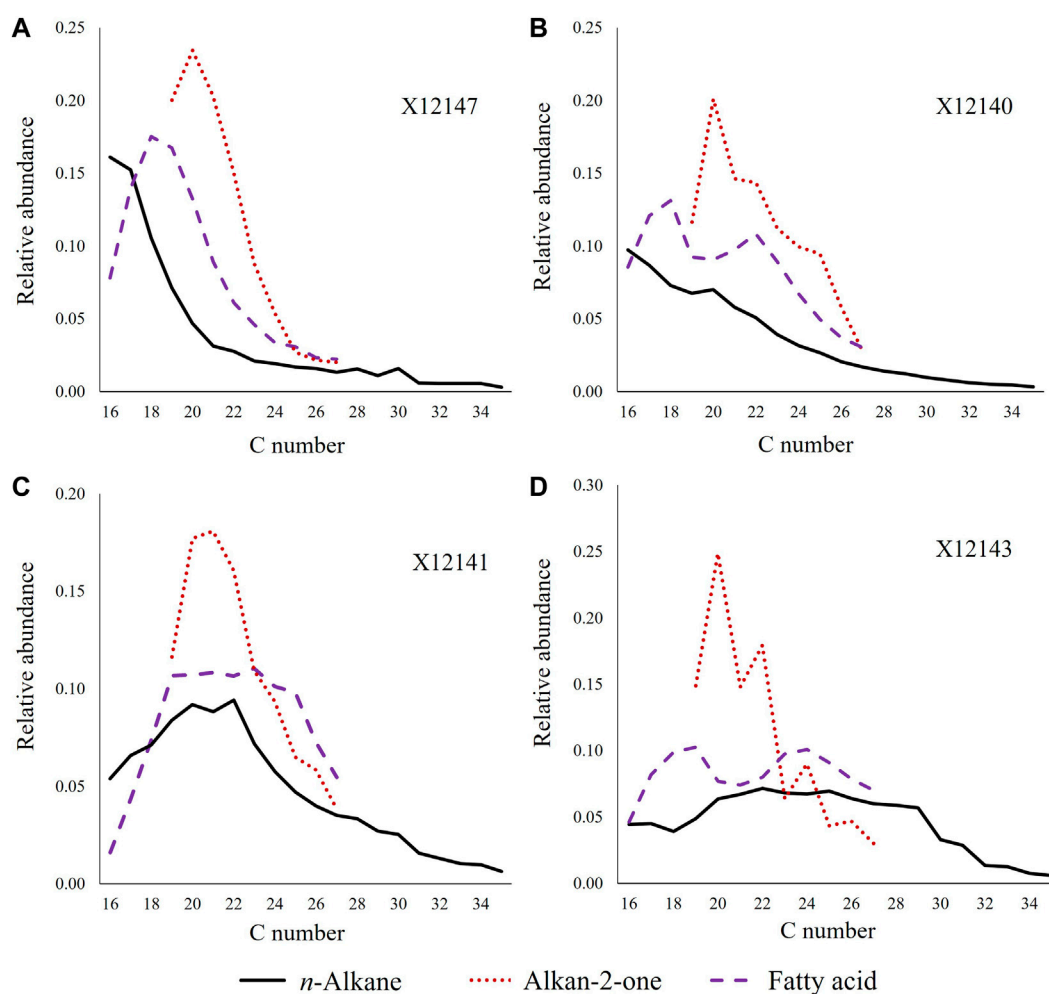 A
0.25
0.20
0.15
0.10
0.05
0.00
Relative abundance
X12147
16 18 20 22 24 26 28 30 32 34
C number
B
0.25
0.20
0.15
0.10
0.05
0.00
Relative abundance
X12140
16 18 20 22 24 26 28 30 32 34
C number
C
0.20
0.15
0.10
0.05
0.00
Relative abundance
X12141
16 18 20 22 24 26 28 30 32 34
C number
D
0.30
0.25
0.20
0.15
0.10
0.05
0.00
Relative abundance
X12143
16 18 20 22 24 26 28 30 32 34
C number
n-Alkane Alkan-2-one Fatty acid